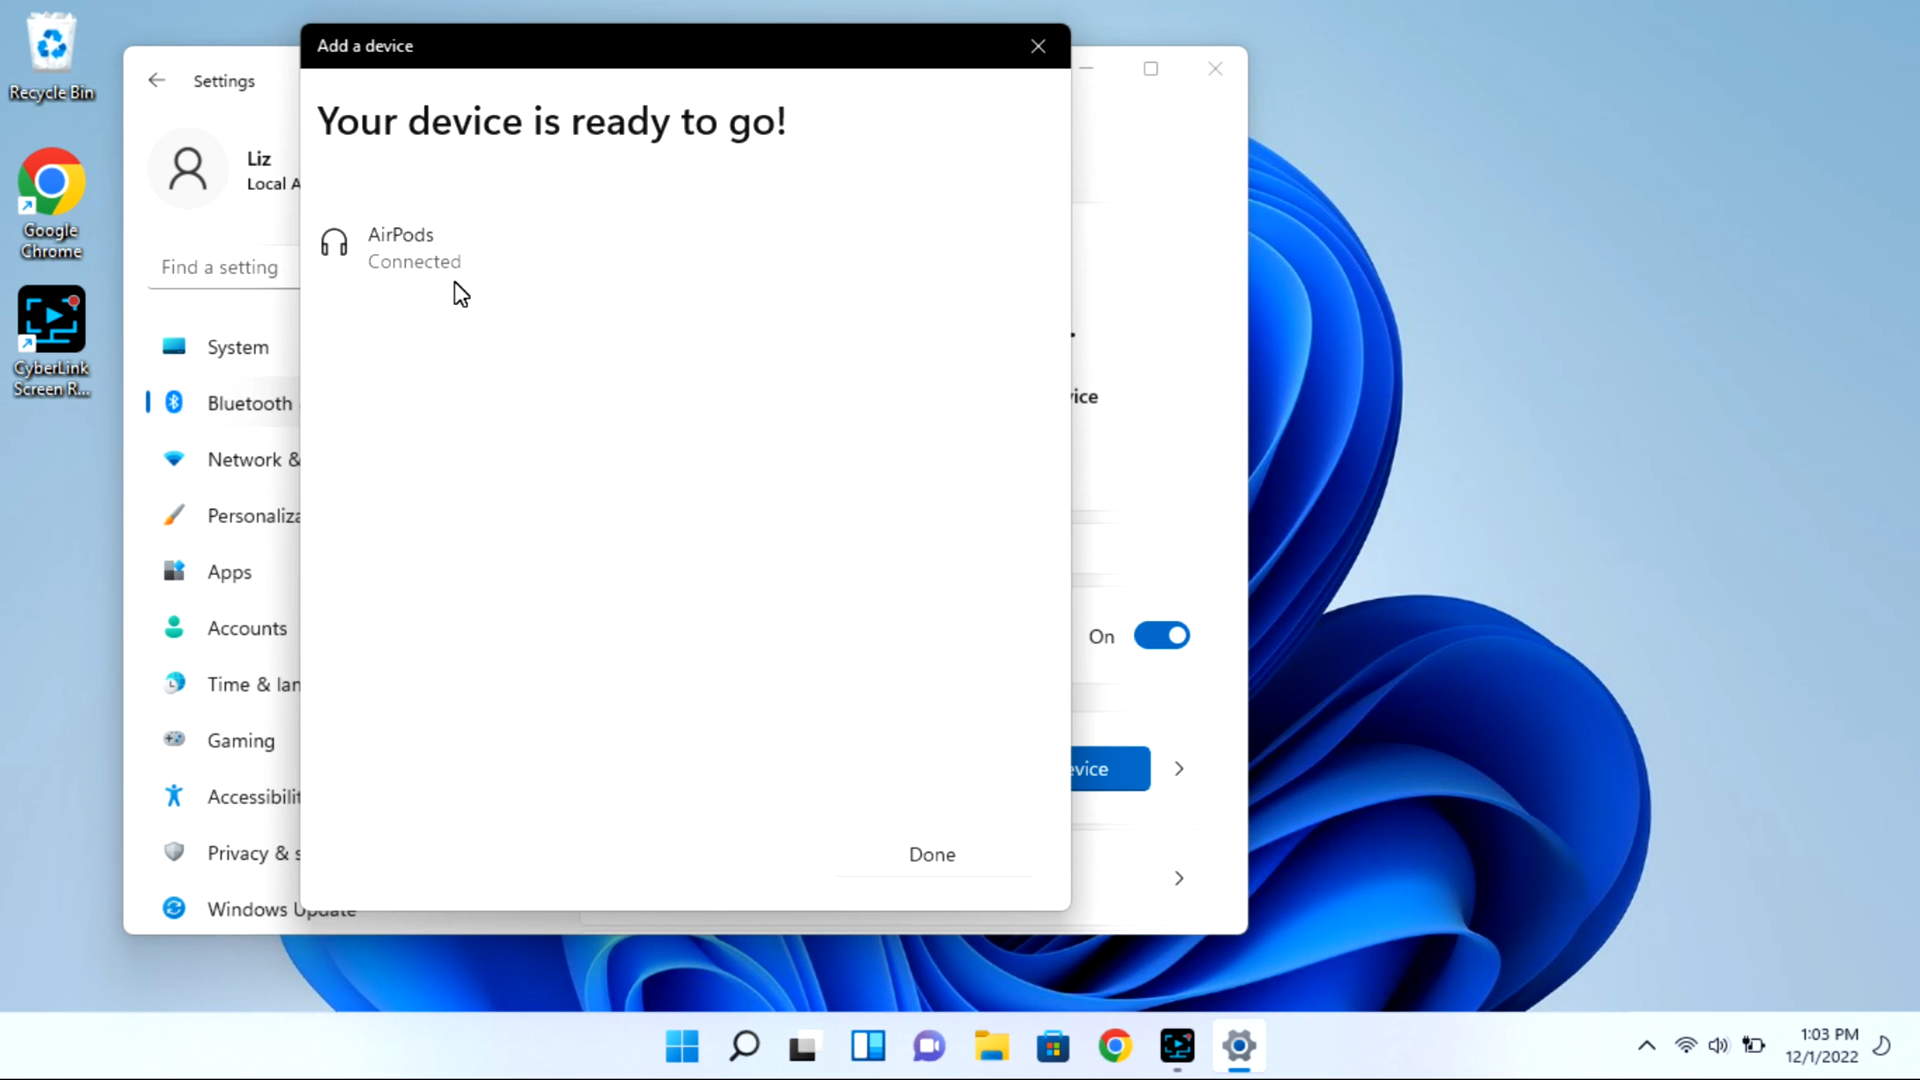 Recycle Bin
Google
Chrome
CyberLink
Screen R...
Settings
Liz
Local A
Find a setting
System
Bluetooth
Network &
Personaliza
Apps
Accounts
Time & lan
Gaming
Accessibilit
Privacy & s
Windows Update
Add a device
Your device is ready to go!
AirPods
Connected
Done
vice
On
evice
1:03 PM
12/1/2022